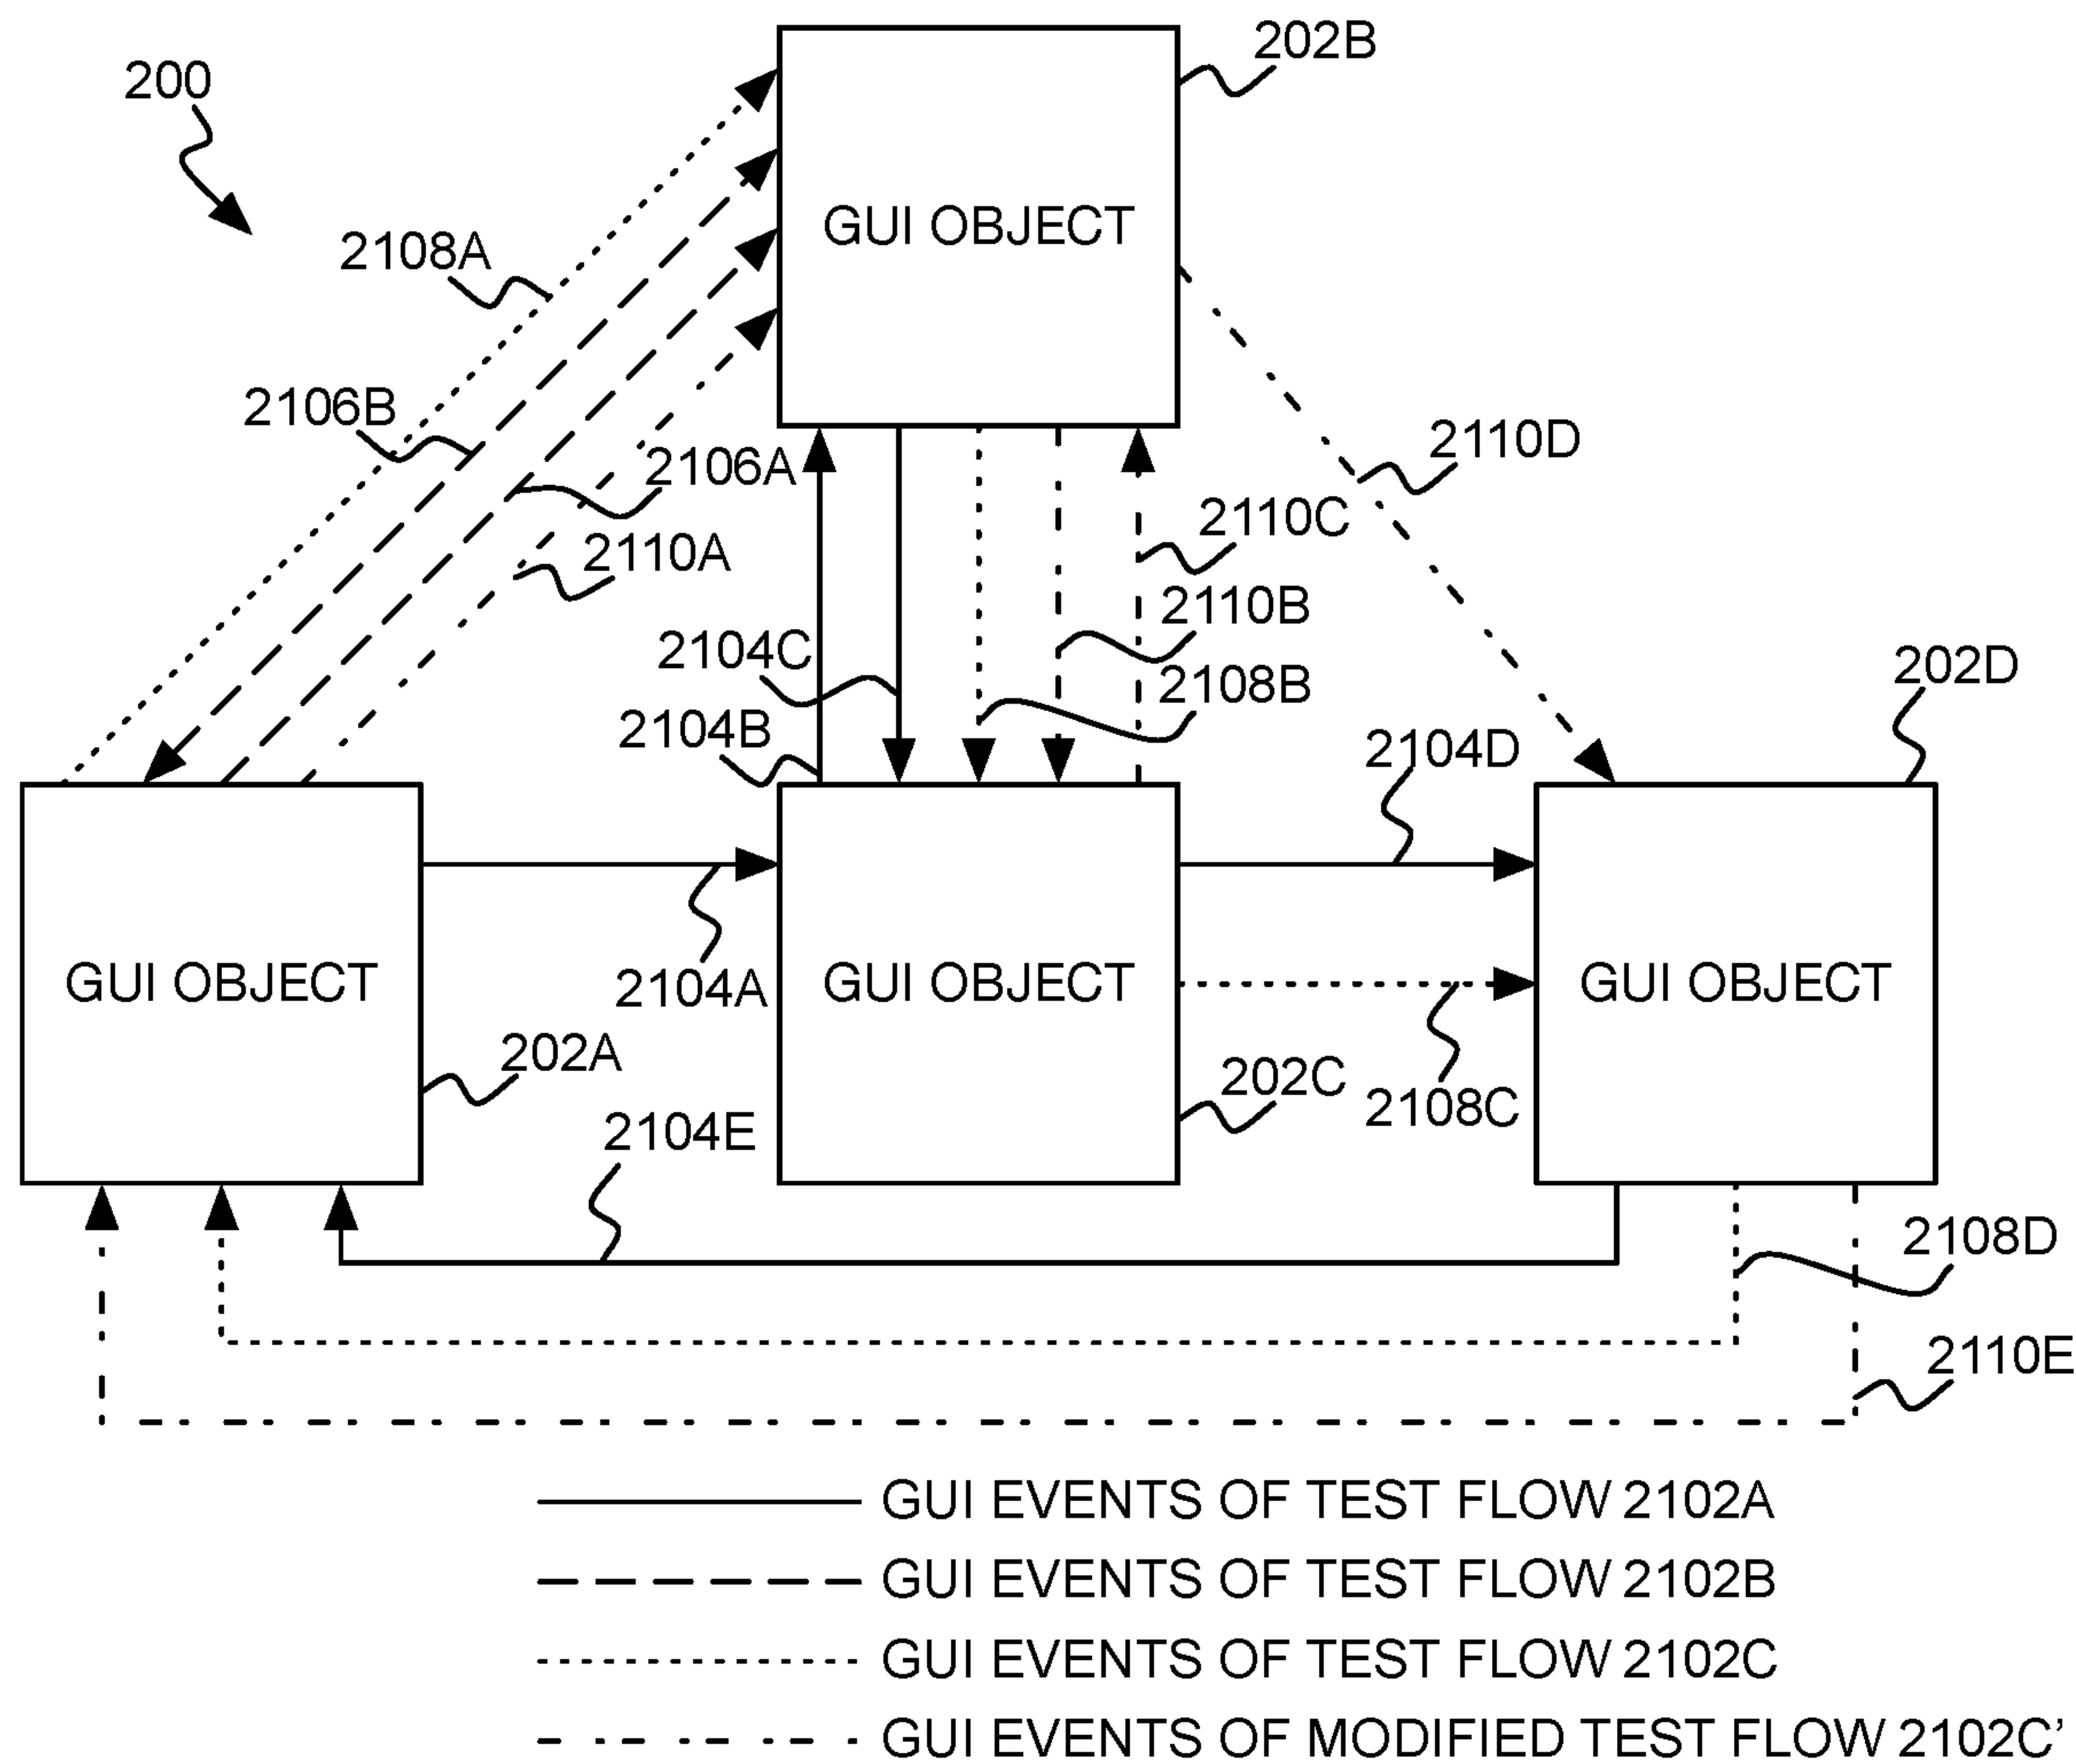 202B
200
GUI OBJECT
2108A
2106B
2106A
2110D
2110C
2110A
2110B
2104C
2108B
202D
2104B
2104D
GUI OBJECT
GUI OBJECT
GUI OBJECT
2104A
202A
202C
2108C
2104E
2108D
2110E
GUI EVENTS OF TEST FLOW 2102A
GUI EVENTS OF TEST FLOW 2102B
GUI EVENTS OF TEST FLOW 2102C
GUI EVENTS OF MODIFIED TEST FLOW 2102C’